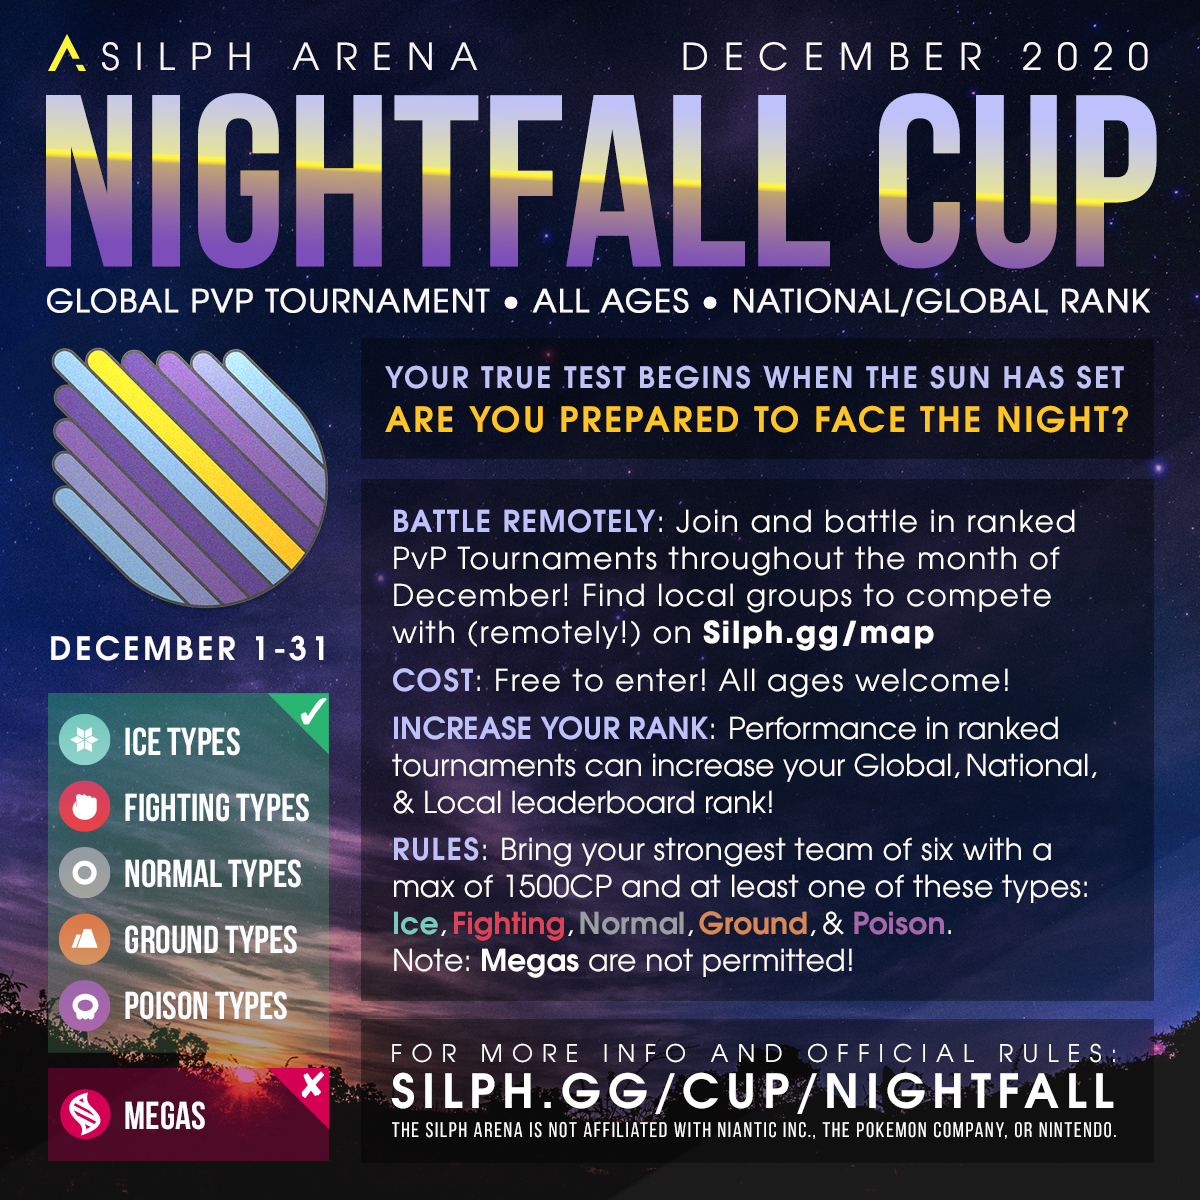 SILPH ARENA
DECEMBER 2020
NIGHTFALL CUP
GLOBAL PVP TOURNAMENT • ALL AGES • NATIONAL/GLOBAL RANK
YOUR TRUE TEST BEGINS WHEN THE SUN HAS SET
ARE YOU PREPARED TO FACE THE NIGHT?
DECEMBER 1-31
ICE TYPES
FIGHTING TYPES
NORMAL TYPES
GROUND TYPES
POISON TYPES
MEGAS
BATTLE REMOTELY: Join and battle in ranked
PvP Tournaments throughout the month of
December! Find local groups to compete
with (remotely!) on Silph.gg/map
COST: Free to enter! All ages welcome!
INCREASE YOUR RANK: Performance in ranked
tournaments can increase your Global, National,
& Local leaderboard rank!
RULES: Bring your strongest team of six with a
max of 1500CP and at least one of these types:
Ice, Fighting, Normal, Ground, & Poison.
Note: Megas are not permitted!
FOR MORE INFO AND OFFICIAL RULES:
SILPH.GG/CUP/NIGHTFALL
THE SILPH ARENA IS NOT AFFILIATED WITH NIANTIC INC., THE POKEMON COMPANY, OR NINTENDO.